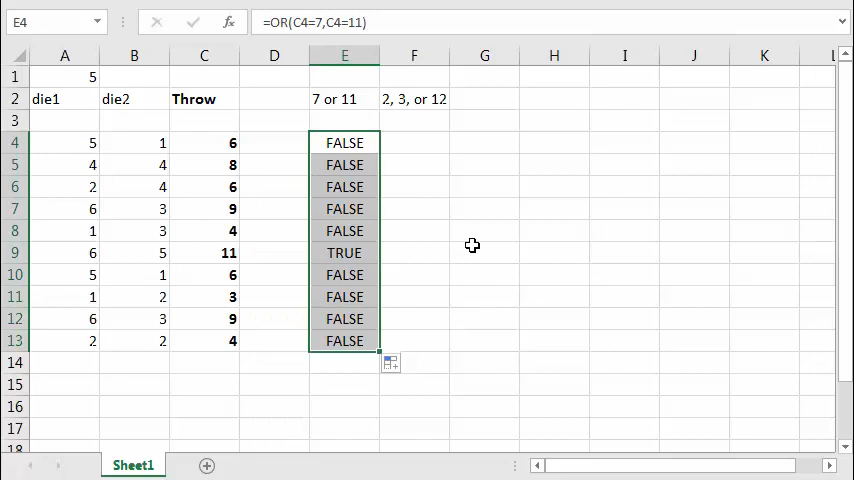 E4 fx =OR(C4=7,C4=11)
A B C D E F G H I J K L
1 5
2 die1 die2 Throw 7 or 11 2, 3, or 12
3
4 5 1 6 FALSE
5 4 4 8 FALSE
6 2 4 6 FALSE
7 6 3 9 FALSE
8 1 3 4 FALSE
9 6 5 11 TRUE
10 5 1 6 FALSE
11 1 2 3 FALSE
12 6 3 9 FALSE
13 2 2 4 FALSE
14
15
16
17
18
Sheet1